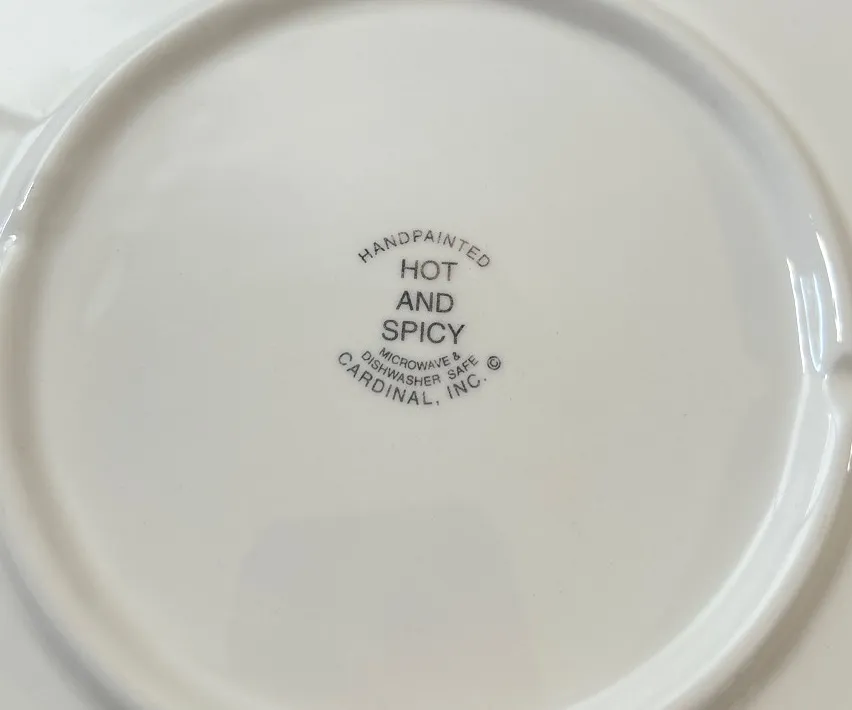 HANDPAINTED
HOT
AND
SPICY
MICROWAVE &
DISHWASHER SAFE
CARDINAL, INC. ©